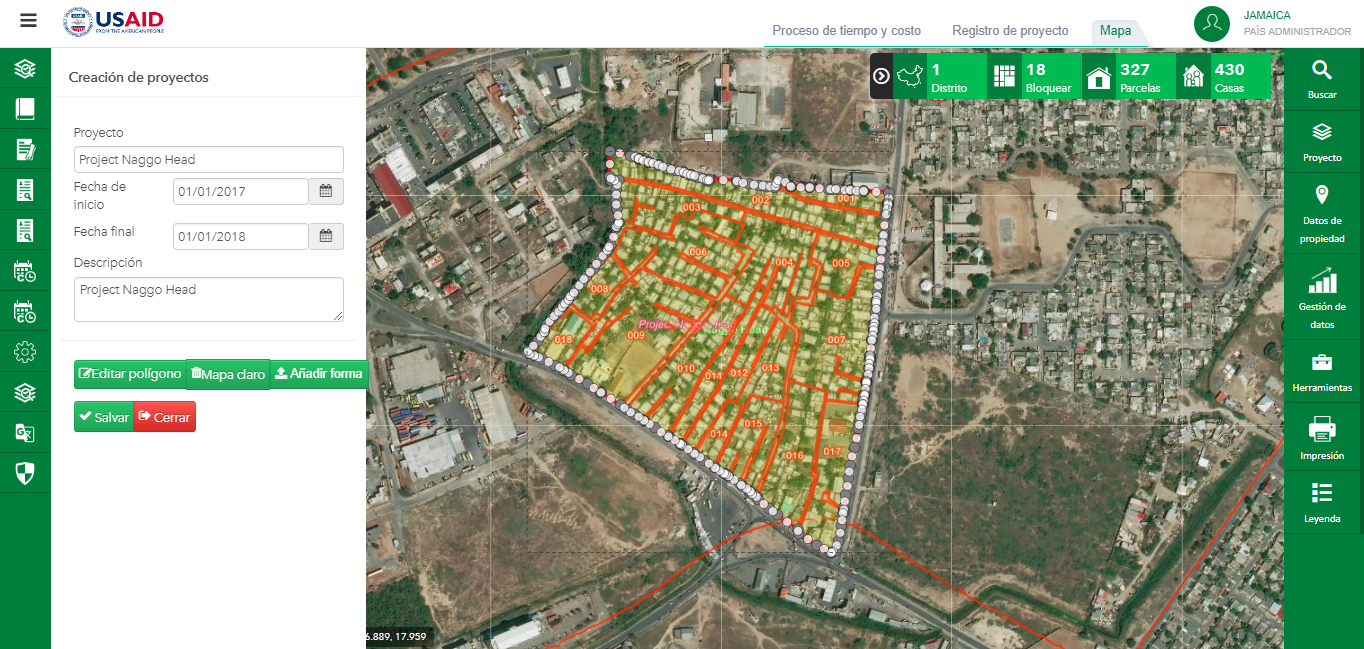 USAID
FROM THE AMERICAN PEOPLE
Proceso de tiempo y costo
Registro de proyecto
Mapa
JAMAICA
PAÍS ADMINISTRADOR
Creación de proyectos
Proyecto
Project Naggo Head
Fecha de
inicio
01/01/2017
Fecha final
01/01/2018
Descripción
Project Naggo Head
Editar polígono
Mapa claro
Añadir forma
Salvar
Cerrar
1
Distrito
18
Bloquear
327
Parcelas
430
Casas
001
002
003
004
005
006
007
008
009
010
011
012
013
014
015
016
017
018
6.889, 17.959
Buscar
Proyecto
Datos de
propiedad
Gestión de
datos
Herramientas
Impresión
Leyenda